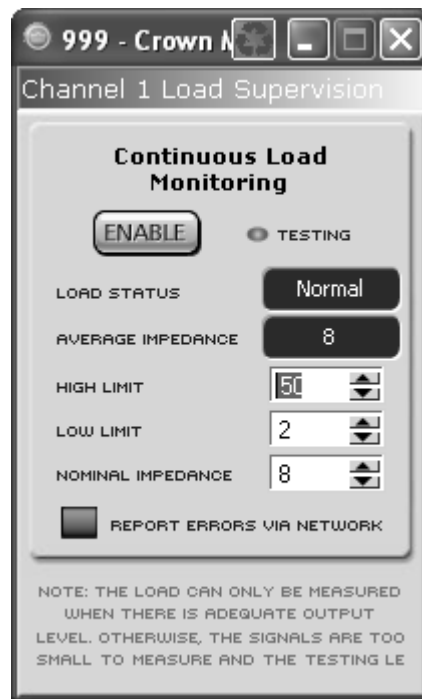 999 - Crown M
Channel 1 Load Supervision
Continuous Load
Monitoring
ENABLE
TESTING
LOAD STATUS
Normal
AVERAGE IMPEDANCE
8
HIGH LIMIT
50
LOW LIMIT
2
NOMINAL IMPEDANCE
8
REPORT ERRORS VIA NETWORK
NOTE: THE LOAD CAN ONLY BE MEASURED
WHEN THERE IS ADEQUATE OUTPUT
LEVEL. OTHERWISE, THE SIGNALS ARE TOO
SMALL TO MEASURE AND THE TESTING LE